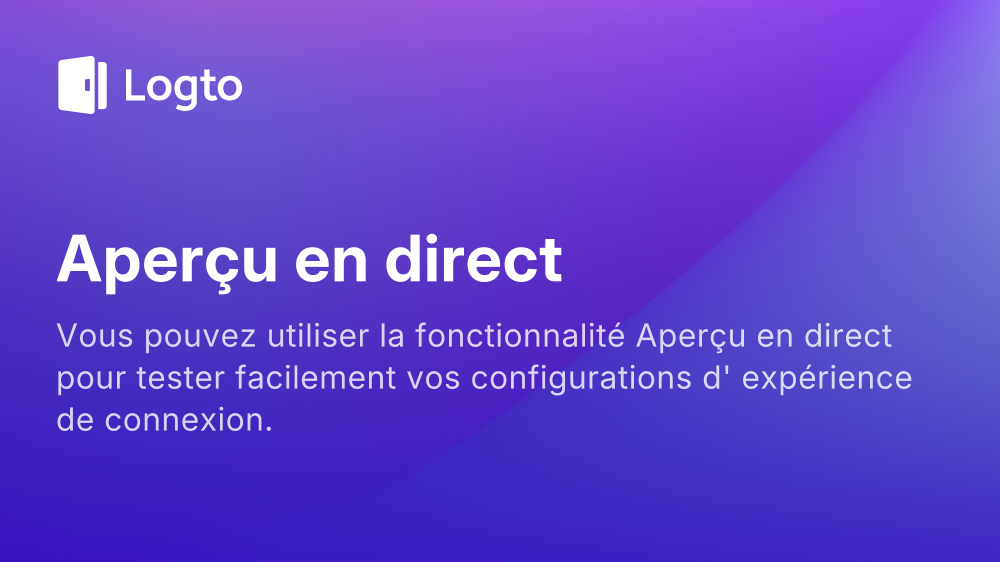 Logto
Aperçu en direct
Vous pouvez utiliser la fonctionnalité Aperçu en direct
pour tester facilement vos configurations d' expérience
de connexion.